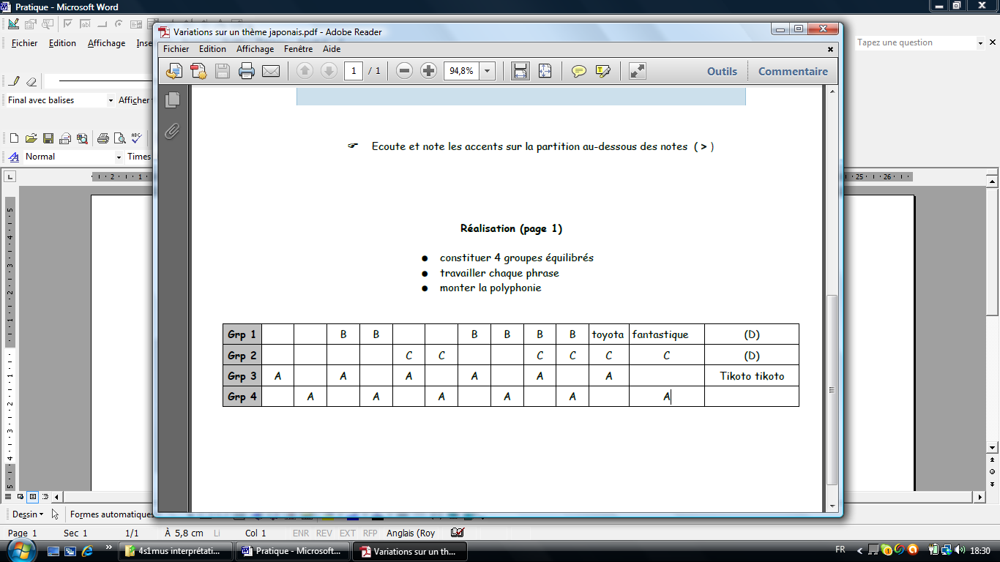 Pratique - Microsoft Word
Variations sur un thème japonais.pdf - Adobe Reader
Fichier Edition Affichage Inse
Fichier Edition Affichage Fenêtre Aide
Tapez une question
1 / 1 94,8% Outils Commentaire
Final avec balises Afficher
Normal Times
2 1 25 26
Ecoute et note les accents sur la partition au-dessous des notes ( > )
Réalisation (page 1)
● constituer 4 groupes équilibrés
● travailler chaque phrase
● monter la polyphonie
Grp 1 B B B B B B toyota fantastique (D)
Grp 2 C C C C C C (D)
Grp 3 A A A A A A Tikoto tikoto
Grp 4 A A A A A A
Dessin Formes automatiques
Page 1 Sec 1 1/1 À 5,8 cm Li Col 1 ENR REV EXT RFP Anglais (Roy
4s1mus interprétati... Pratique - Microsoft... Variations sur un th... FR 18:30